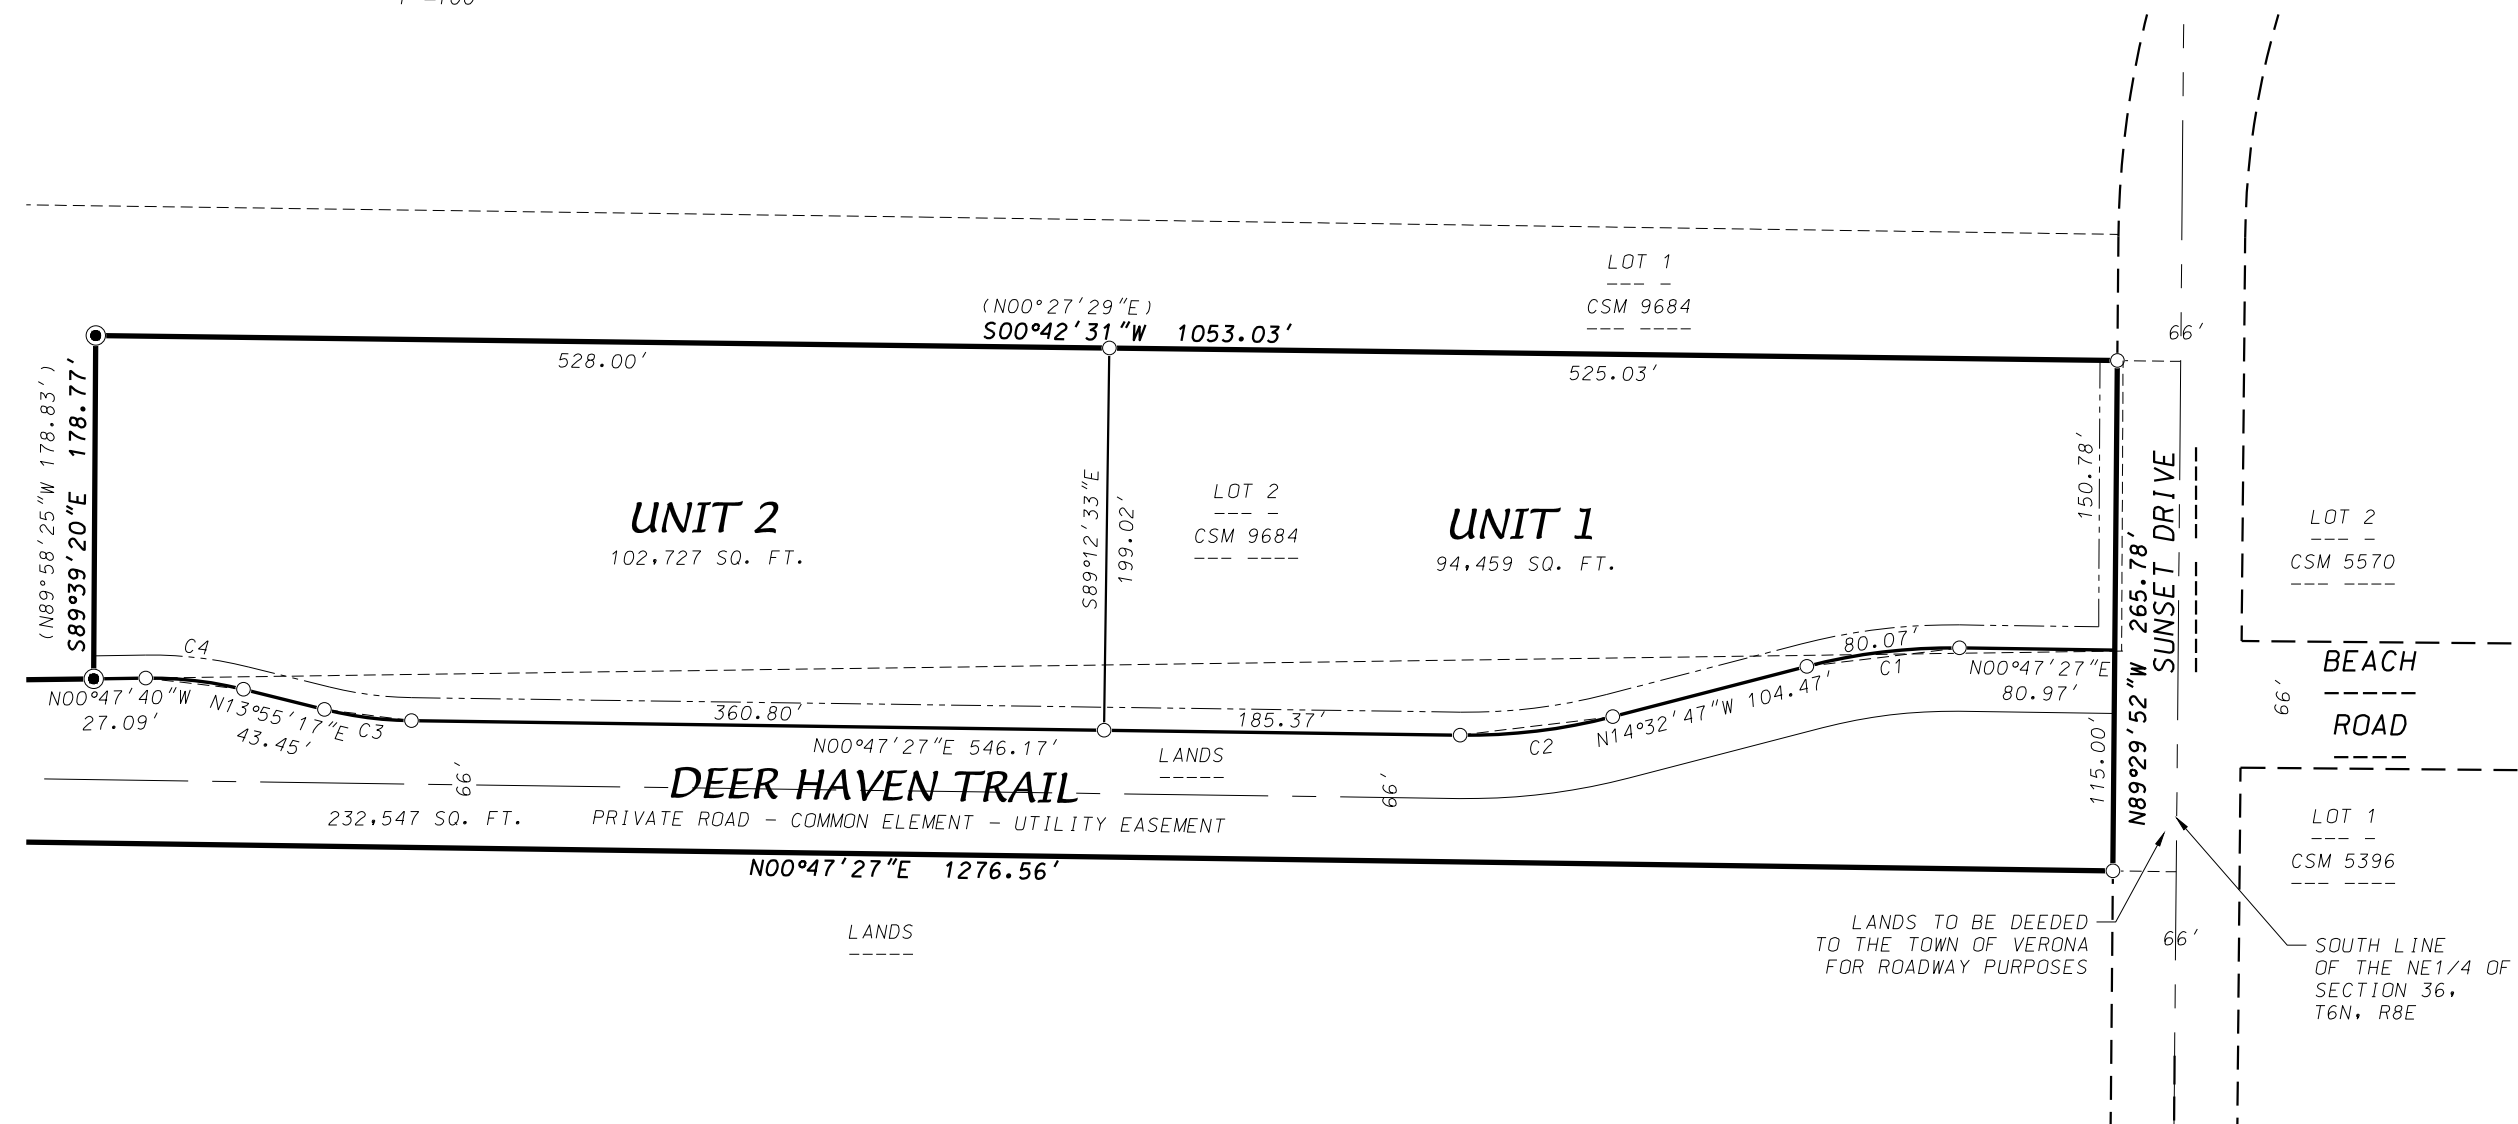 LOT 1
CSM 9684
(N00°27'29"E)
S00°42'31"W 1053.03'
528.00'
525.03'
66'
(N89°58'25"W 178.83')
S89°39'20"E 178.77'
UNIT 2
102,727 SQ. FT.
S89°12'33"E
199.02'
LOT 2
CSM 9684
UNIT 1
94,459 SQ. FT.
150.78'
N89°29'52"W 265.78'
SUNSET DRIVE
LOT 2
CSM 5570
BEACH
ROAD
66'
C4
N00°47'40"W
27.09'
N13°55'17"E
43.45'
C3
360.80'
N00°47'27"E 546.17'
185.37'
C2
N14°32'47"W 104.47'
80.07'
C1
N00°47'27"E
80.97'
115.00'
LANDS
66'
DEER HAVEN TRAIL
66'
232,547 SQ. FT.
PRIVATE ROAD - COMMON ELEMENT - UTILITY EASEMENT
N00°47'27"E 1276.56'
LANDS
LOT 1
CSM 5396
LANDS TO BE DEEDED
TO THE TOWN OF VERONA
FOR ROADWAY PURPOSES
66'
SOUTH LINE
OF THE NE1/4 OF
SECTION 36,
T6N, R8E